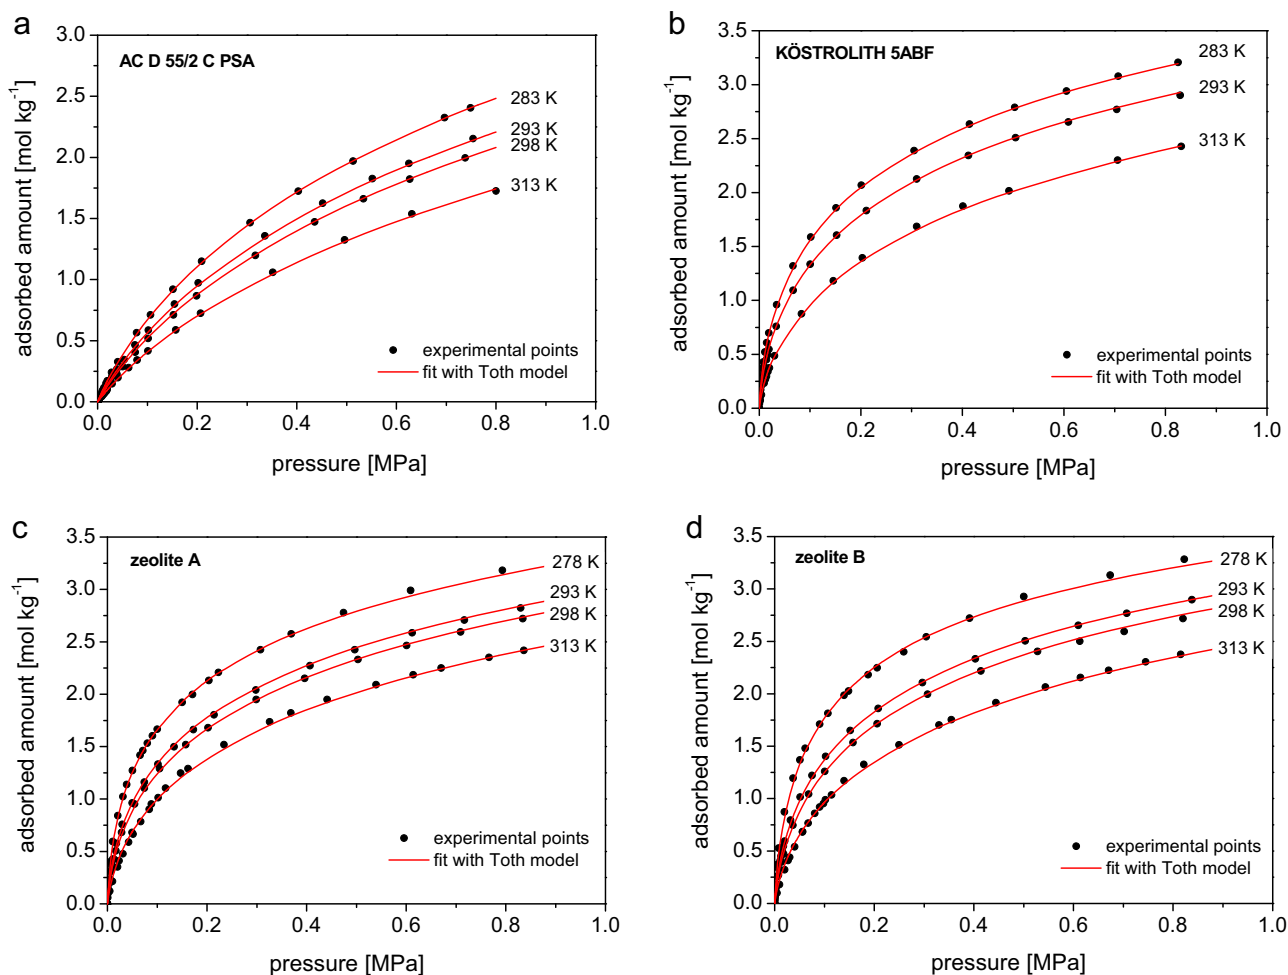 a
AC D 55/2 C PSA
adsorbed amount [mol kg⁻¹]
3.0
2.5
2.0
1.5
1.0
0.5
0.0
283 K
293 K
298 K
313 K
experimental points
fit with Toth model
0.0 0.2 0.4 0.6 0.8 1.0
pressure [MPa]
b
KÖSTROLITH 5ABF
adsorbed amount [mol kg⁻¹]
3.5
3.0
2.5
2.0
1.5
1.0
0.5
0.0
283 K
293 K
313 K
experimental points
fit with Toth model
0.0 0.2 0.4 0.6 0.8 1.0
pressure [MPa]
c
zeolite A
adsorbed amount [mol kg⁻¹]
3.5
3.0
2.5
2.0
1.5
1.0
0.5
0.0
278 K
293 K
298 K
313 K
experimental points
fit with Toth model
0.0 0.2 0.4 0.6 0.8 1.0
pressure [MPa]
d
zeolite B
adsorbed amount [mol kg⁻¹]
3.5
3.0
2.5
2.0
1.5
1.0
0.5
0.0
278 K
293 K
298 K
313 K
experimental points
fit with Toth model
0.0 0.2 0.4 0.6 0.8 1.0
pressure [MPa]